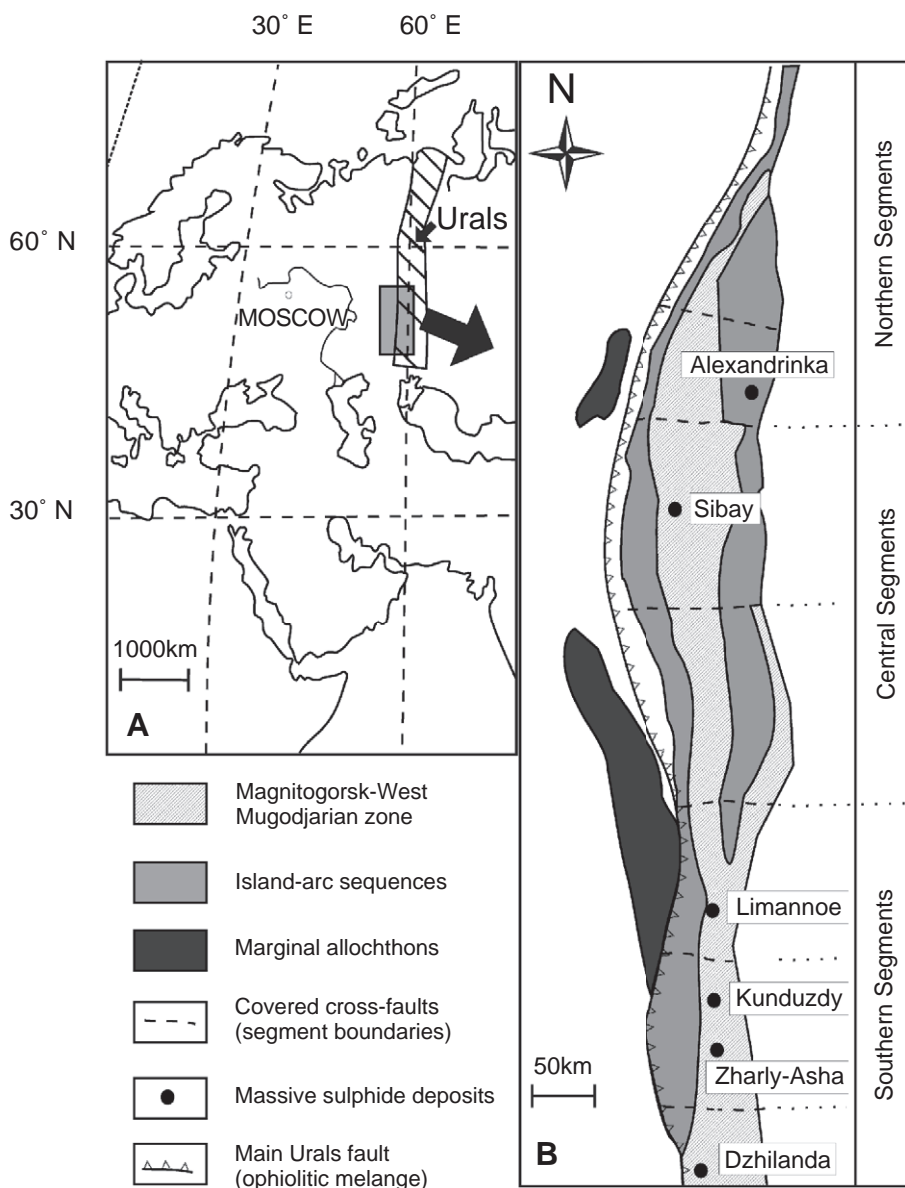 30° E
60° E
60° N
30° N
Urals
MOSCOW
1000km
A
Magnitogorsk-West
Mugodjarian zone
Island-arc sequences
Marginal allochthons
Covered cross-faults
(segment boundaries)
Massive sulphide deposits
Main Urals fault
(ophiolitic melange)
N
Alexandrinka
Sibay
Limannoe
Kunduzdy
Zharly-Asha
Dzhilanda
50km
B
Northern Segments
Central Segments
Southern Segments